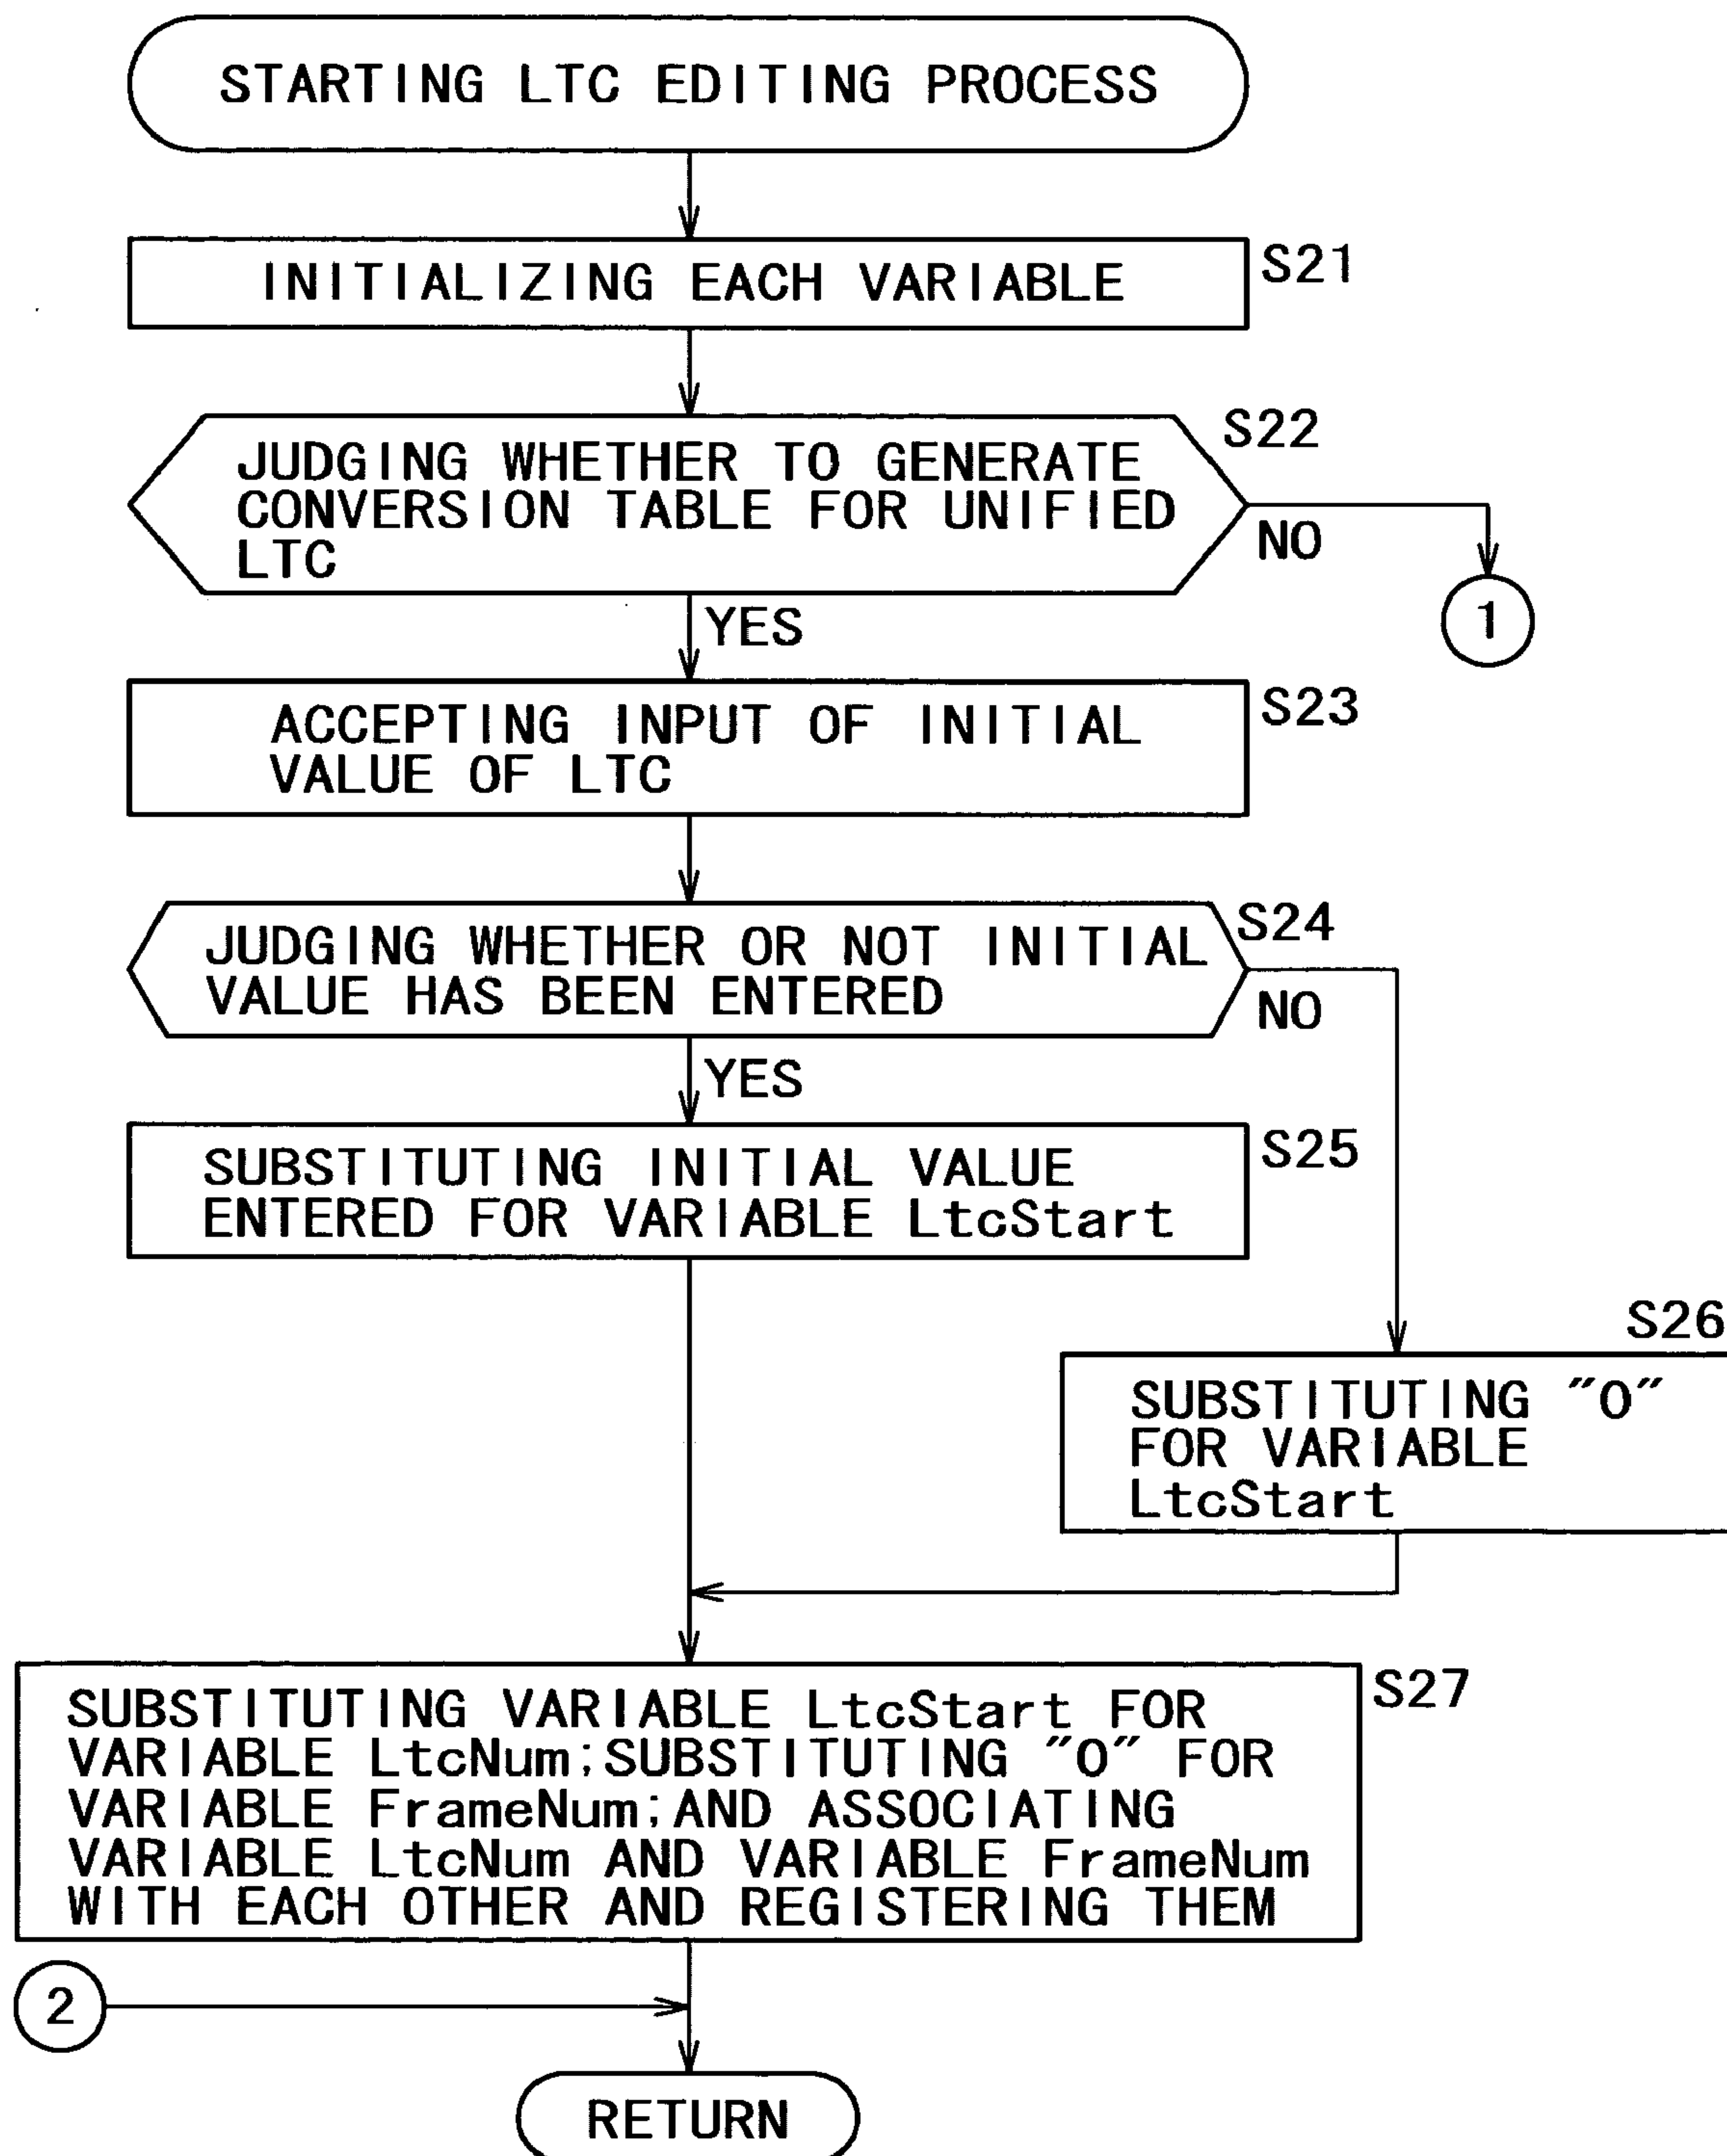 STARTING LTC EDITING PROCESS
INITIALIZING EACH VARIABLE
S21
JUDGING WHETHER TO GENERATE
CONVERSION TABLE FOR UNIFIED
LTC
S22
NO
1
YES
ACCEPTING INPUT OF INITIAL
VALUE OF LTC
S23
JUDGING WHETHER OR NOT INITIAL
VALUE HAS BEEN ENTERED
S24
NO
YES
SUBSTITUTING INITIAL VALUE
ENTERED FOR VARIABLE LtcStart
S25
S26
SUBSTITUTING "0"
FOR VARIABLE
LtcStart
SUBSTITUTING VARIABLE LtcStart FOR
VARIABLE LtcNum;SUBSTITUTING "0" FOR
VARIABLE FrameNum;AND ASSOCIATING
VARIABLE LtcNum AND VARIABLE FrameNum
WITH EACH OTHER AND REGISTERING THEM
S27
2
RETURN